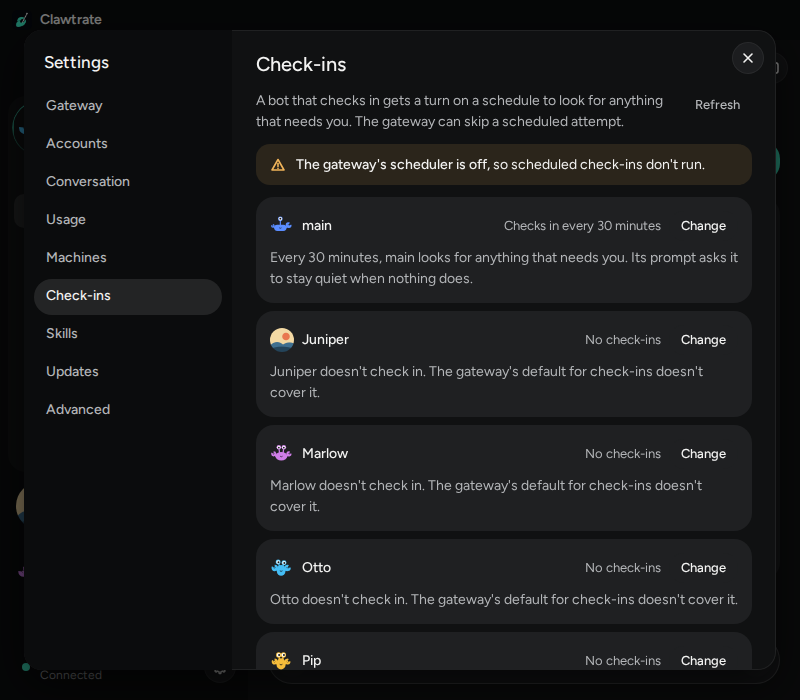 Clawtrate
Settings
Gateway
Accounts
Conversation
Usage
Machines
Check-ins
Skills
Updates
Advanced
Check-ins
A bot that checks in gets a turn on a schedule to look for anything
that needs you. The gateway can skip a scheduled attempt.
Refresh
The gateway's scheduler is off, so scheduled check-ins don't run.
main Checks in every 30 minutes Change
Every 30 minutes, main looks for anything that needs you. Its prompt asks it
to stay quiet when nothing does.
Juniper No check-ins Change
Juniper doesn't check in. The gateway's default for check-ins doesn't
cover it.
Marlow No check-ins Change
Marlow doesn't check in. The gateway's default for check-ins doesn't
cover it.
Otto No check-ins Change
Otto doesn't check in. The gateway's default for check-ins doesn't cover it.
Pip No check-ins Change
Connected